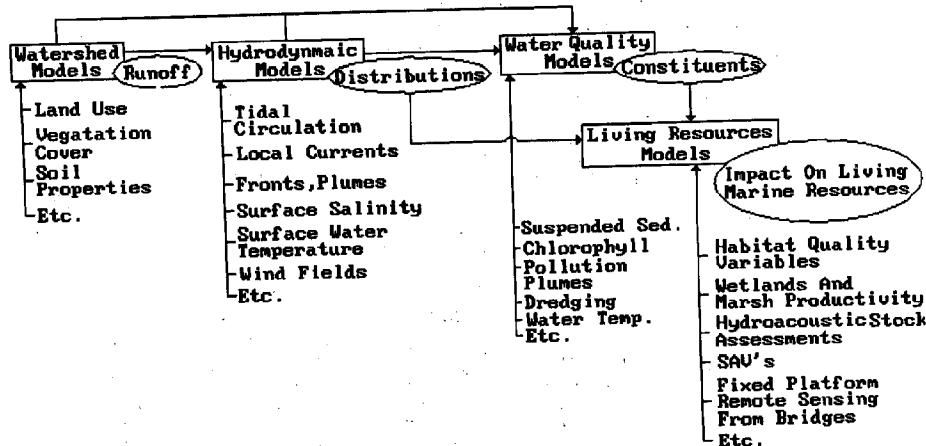 Watershed
Models
Runoff
Land Use
Vegatation
Cover
Soil
Properties
Etc.
Hydrodynmaic
Models
Distributions
Tidal
Circulation
Local Currents
Fronts,Plumes
Surface Salinity
Surface Water
Temperature
Wind Fields
Etc.
Water Quality
Models
Constituents
Suspended Sed.
Chlorophyll
Pollution
Plumes
Dredging
Water Temp.
Etc.
Living Resources
Models
Impact On Living
Marine Resources
Habitat Quality
Variables
Wetlands And
Marsh Productivity
HydroacousticStock
Assessments
SAV's
Fixed Platform
Remote Sensing
From Bridges
Etc.